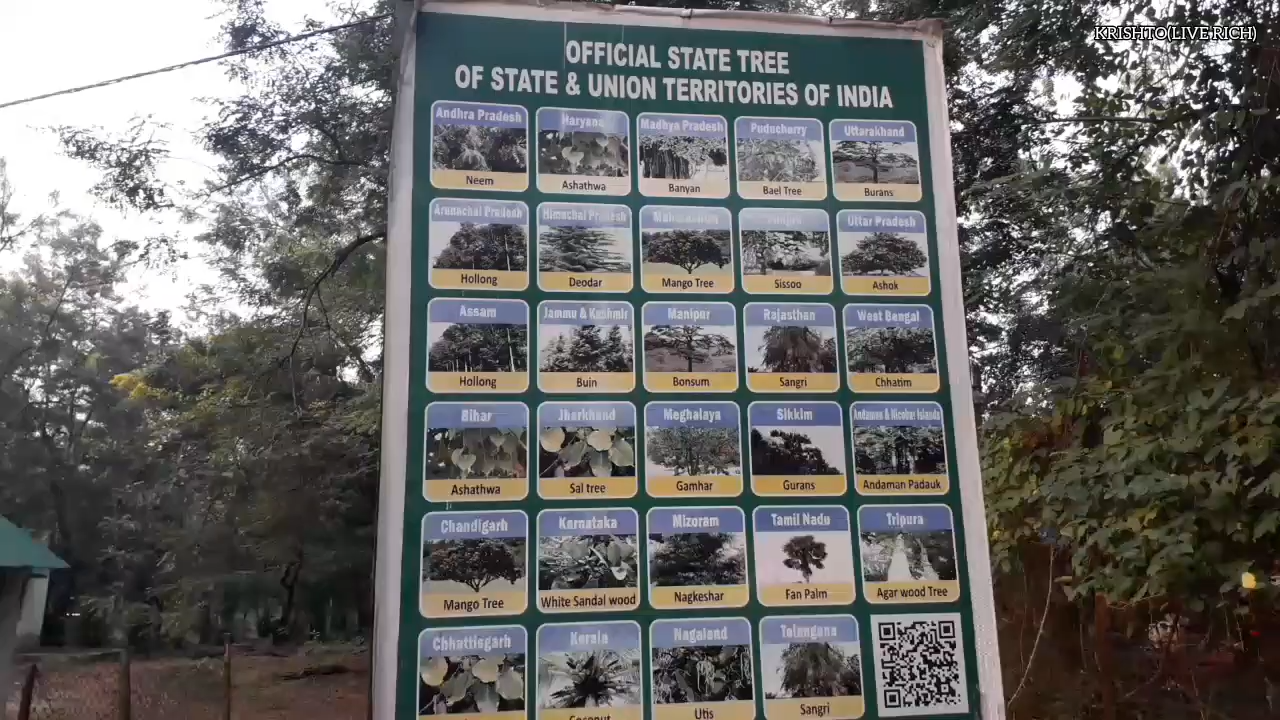 KRISHTO(LIVE RICH)
OFFICIAL STATE TREE
OF STATE & UNION TERRITORIES OF INDIA
Andhra Pradesh
Neem
Haryana
Ashathwa
Madhya Pradesh
Banyan
Puducherry
Bael Tree
Uttarakhand
Burans
Arunachal Pradesh
Hollong
Himachal Pradesh
Deodar
Maharashtra
Mango Tree
Punjab
Sissoo
Uttar Pradesh
Ashok
Assam
Hollong
Jammu & Kashmir
Buin
Manipur
Bonsum
Rajasthan
Sangri
West Bengal
Chhatim
Bihar
Ashathwa
Jharkhand
Sal tree
Meghalaya
Gamhar
Sikkim
Gurans
Andaman & Nicobar Islands
Andaman Padauk
Chandigarh
Mango Tree
Karnataka
White Sandal wood
Mizoram
Nagkeshar
Tamil Nadu
Fan Palm
Tripura
Agar wood Tree
Chhattisgarh
Kerala
Coconut
Nagaland
Utis
Telangana
Sangri